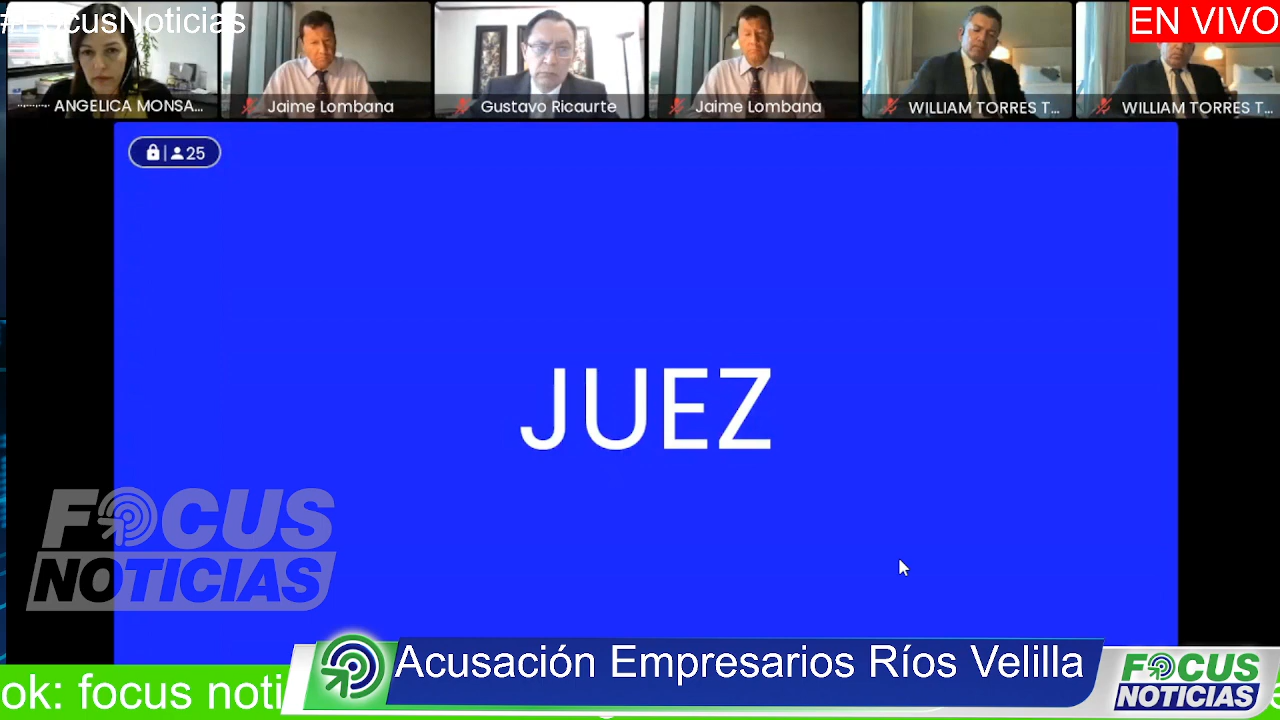 #FocusNoticias
EN VIVO
ANGELICA MONSA...
Jaime Lombana
Gustavo Ricaurte
Jaime Lombana
WILLIAM TORRES T...
WILLIAM TORRES T...
25
JUEZ
FOCUS
NOTICIAS
Acusación Empresarios Ríos Velilla
ok: focus noti
FOCUS
NOTICIAS